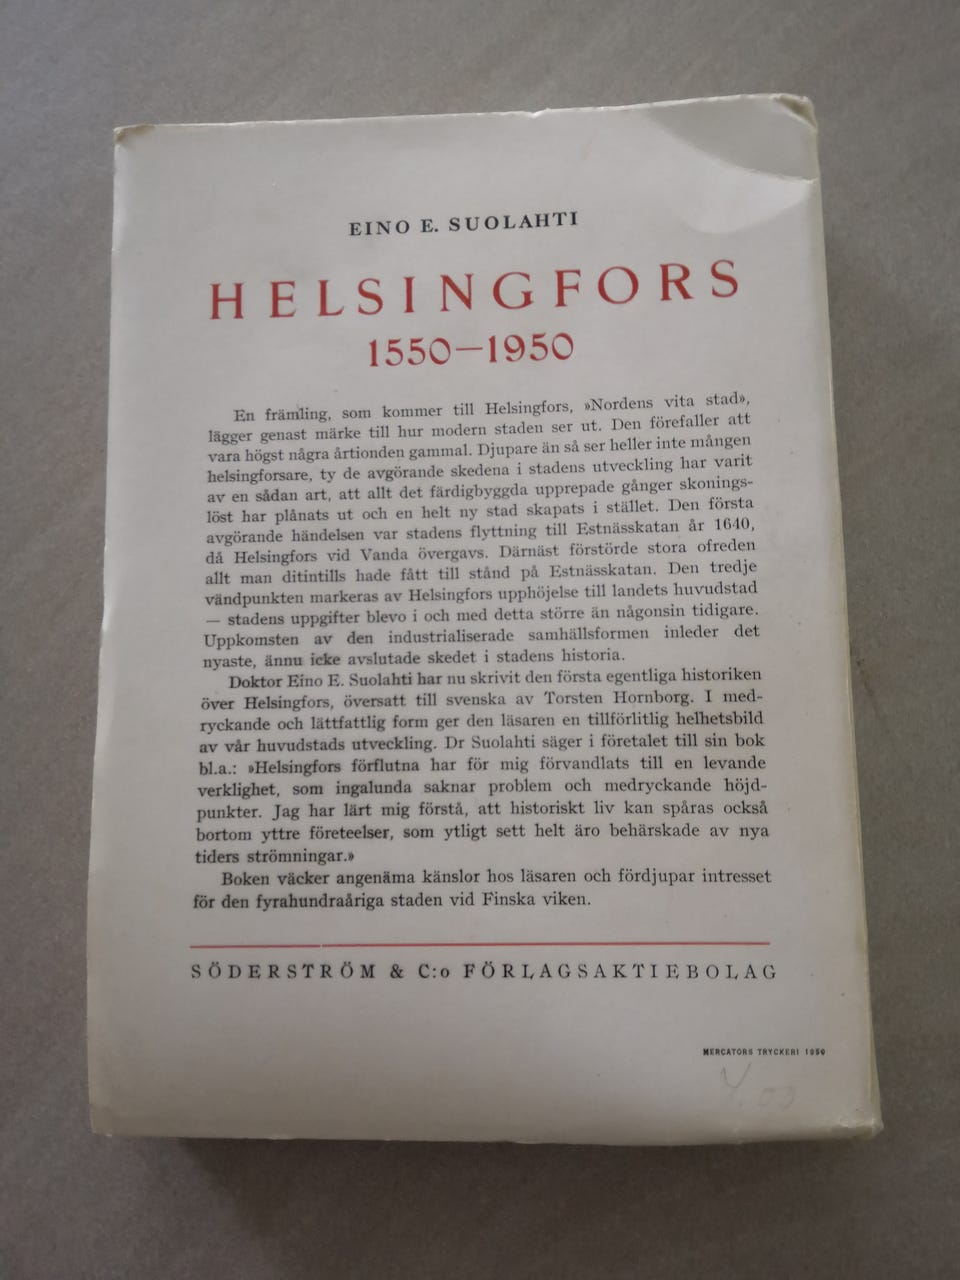 EINO E. SUOLAHTI
HELSINGFORS
1550—1950
En främling, som kommer till Helsingfors, »Nordens vita stad»,
lägger genast märke till hur modern staden ser ut. Den förefaller att
vara högst några årtionden gammal. Djupare än så ser heller inte mången
helsingforsare, ty de avgörande skedena i stadens utveckling har varit
av en sådan art, att allt det färdigbyggda upprepade gånger skonings-
löst har plånats ut och en helt ny stad skapats i stället. Den första
avgörande händelsen var stadens flyttning till Estnässkatan år 1640,
då Helsingfors vid Vanda övergavs. Därnäst förstörde stora ofreden
allt man ditintills hade fått till stånd på Estnässkatan. Den tredje
vändpunkten markeras av Helsingfors upphöjelse till landets huvudstad
— stadens uppgifter blevo i och med detta större än någonsin tidigare.
Uppkomsten av den industrialiserade samhällsformen inleder det
nyaste, ännu icke avslutade skedet i stadens historia.
Doktor Eino E. Suolahti har nu skrivit den första egentliga historiken
över Helsingfors, översatt till svenska av Torsten Hornborg. I med-
ryckande och lättfattlig form ger den läsaren en tillförlitlig helhetsbild
av vår huvudstads utveckling. Dr Suolahti säger i företalet till sin bok
bl.a.: »Helsingfors förflutna har för mig förvandlats till en levande
verklighet, som ingalunda saknar problem och medryckande höjd-
punkter. Jag har lärt mig förstå, att historiskt liv kan spåras också
bortom yttre företeelser, som ytligt sett helt äro behärskade av nya
tiders strömningar.»
Boken väcker angenäma känslor hos läsaren och fördjupar intresset
för den fyrahundraåriga staden vid Finska viken.
SÖDERSTRÖM & C:o FÖRLAGSAKTIEBOLAG
MERCATORS TRYCKERI 1950